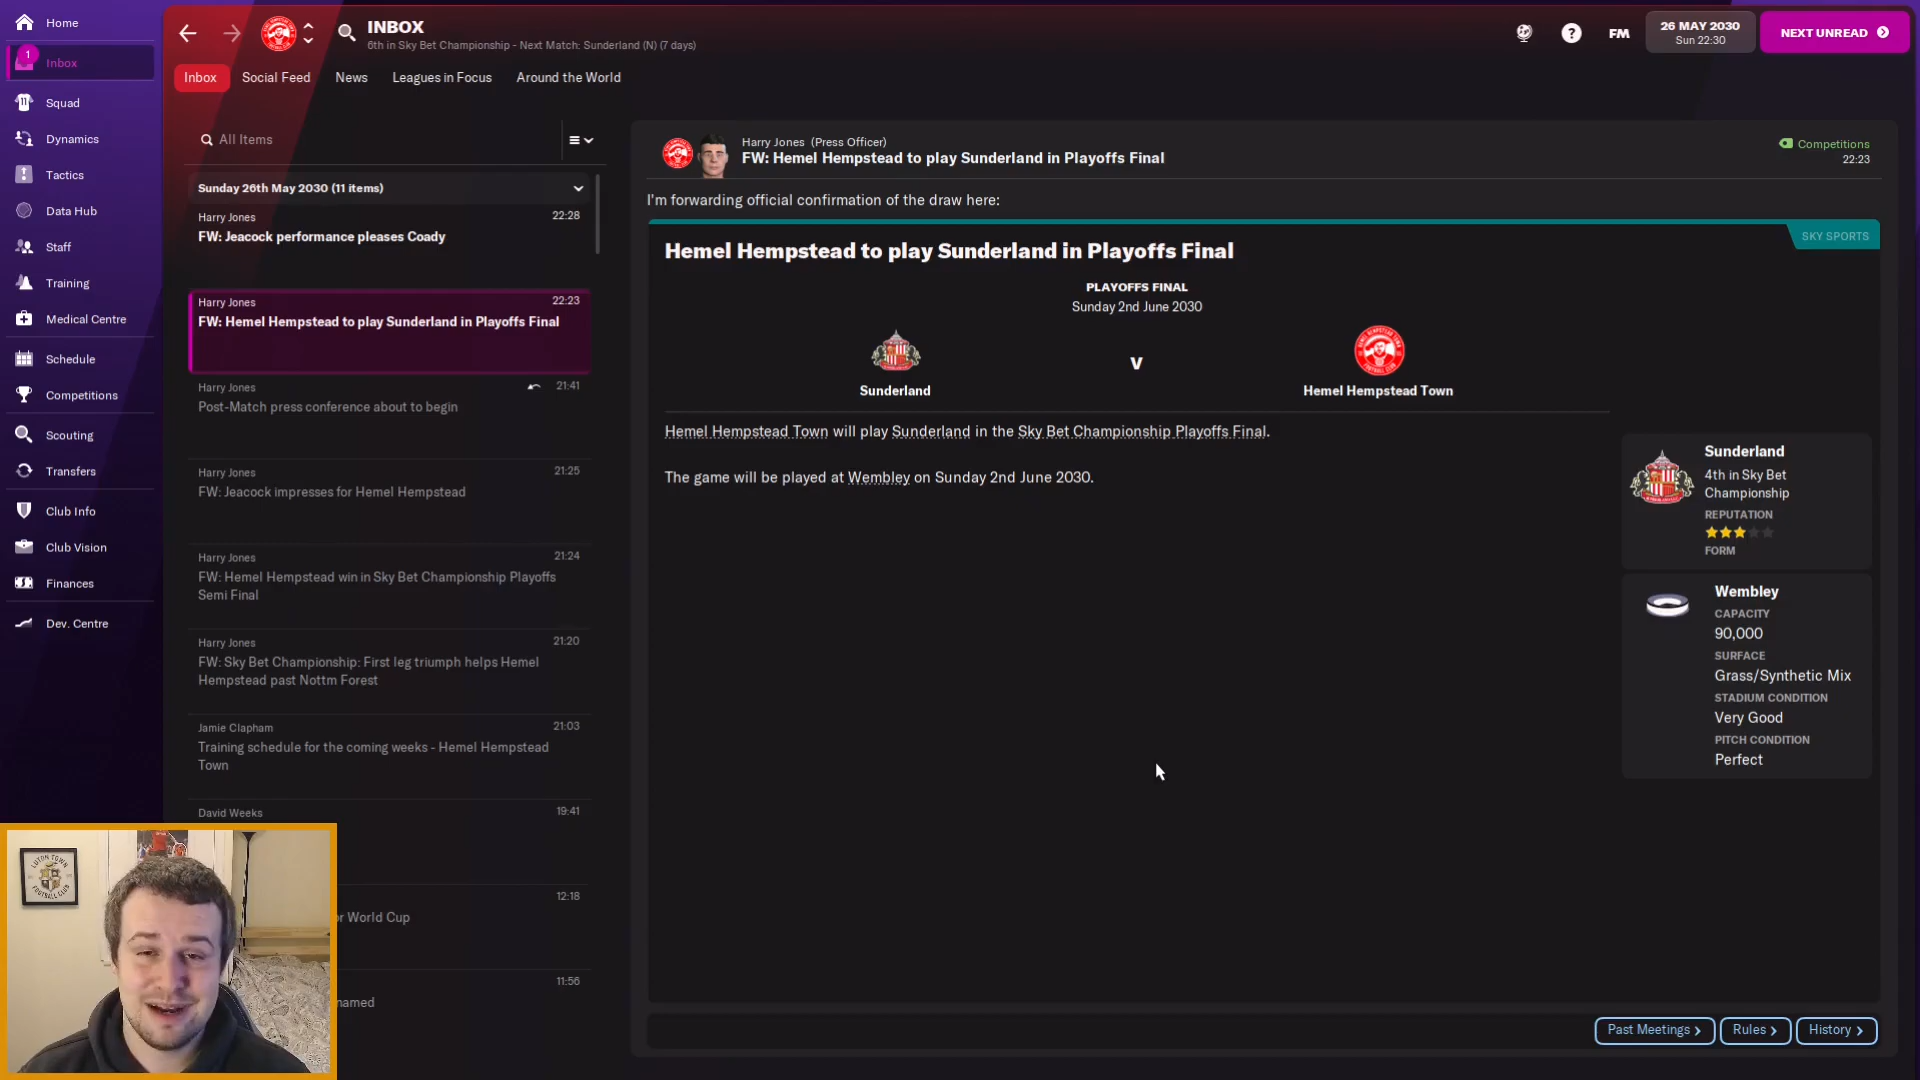 Home
1
Inbox
Squad
Dynamics
Tactics
Data Hub
Staff
Training
Medical Centre
Schedule
Competitions
Scouting
Transfers
Club Info
Club Vision
Finances
Dev. Centre
INBOX
6th in Sky Bet Championship - Next Match: Sunderland (N) (7 days)
?
FM
26 MAY 2030
Sun 22:30
NEXT UNREAD
Inbox Social Feed News Leagues in Focus Around the World
All Items
Sunday 26th May 2030 (11 items)
Harry Jones 22:28
FW: Jeacock performance pleases Coady
Harry Jones 22:23
FW: Hemel Hempstead to play Sunderland in Playoffs Final
Harry Jones 21:41
Post-Match press conference about to begin
Harry Jones 21:25
FW: Jeacock impresses for Hemel Hempstead
Harry Jones 21:24
FW: Hemel Hempstead win in Sky Bet Championship Playoffs
Semi Final
Harry Jones 21:20
FW: Sky Bet Championship: First leg triumph helps Hemel
Hempstead past Nottm Forest
Jamie Clapham 21:03
Training schedule for the coming weeks - Hemel Hempstead
Town
David Weeks 19:41
12:18
or World Cup
11:56
named
LUTON TOWN
FOOTBALL CLUB
Harry Jones (Press Officer)
FW: Hemel Hempstead to play Sunderland in Playoffs Final
Competitions
22:23
I'm forwarding official confirmation of the draw here:
SKY SPORTS
Hemel Hempstead to play Sunderland in Playoffs Final
PLAYOFFS FINAL
Sunday 2nd June 2030
v
Sunderland
Hemel Hempstead Town
Hemel Hempstead Town will play Sunderland in the Sky Bet Championship Playoffs Final.
The game will be played at Wembley on Sunday 2nd June 2030.
Sunderland
4th in Sky Bet
Championship
REPUTATION
FORM
Wembley
CAPACITY
90,000
SURFACE
Grass/Synthetic Mix
STADIUM CONDITION
Very Good
PITCH CONDITION
Perfect
Past Meetings
Rules
History